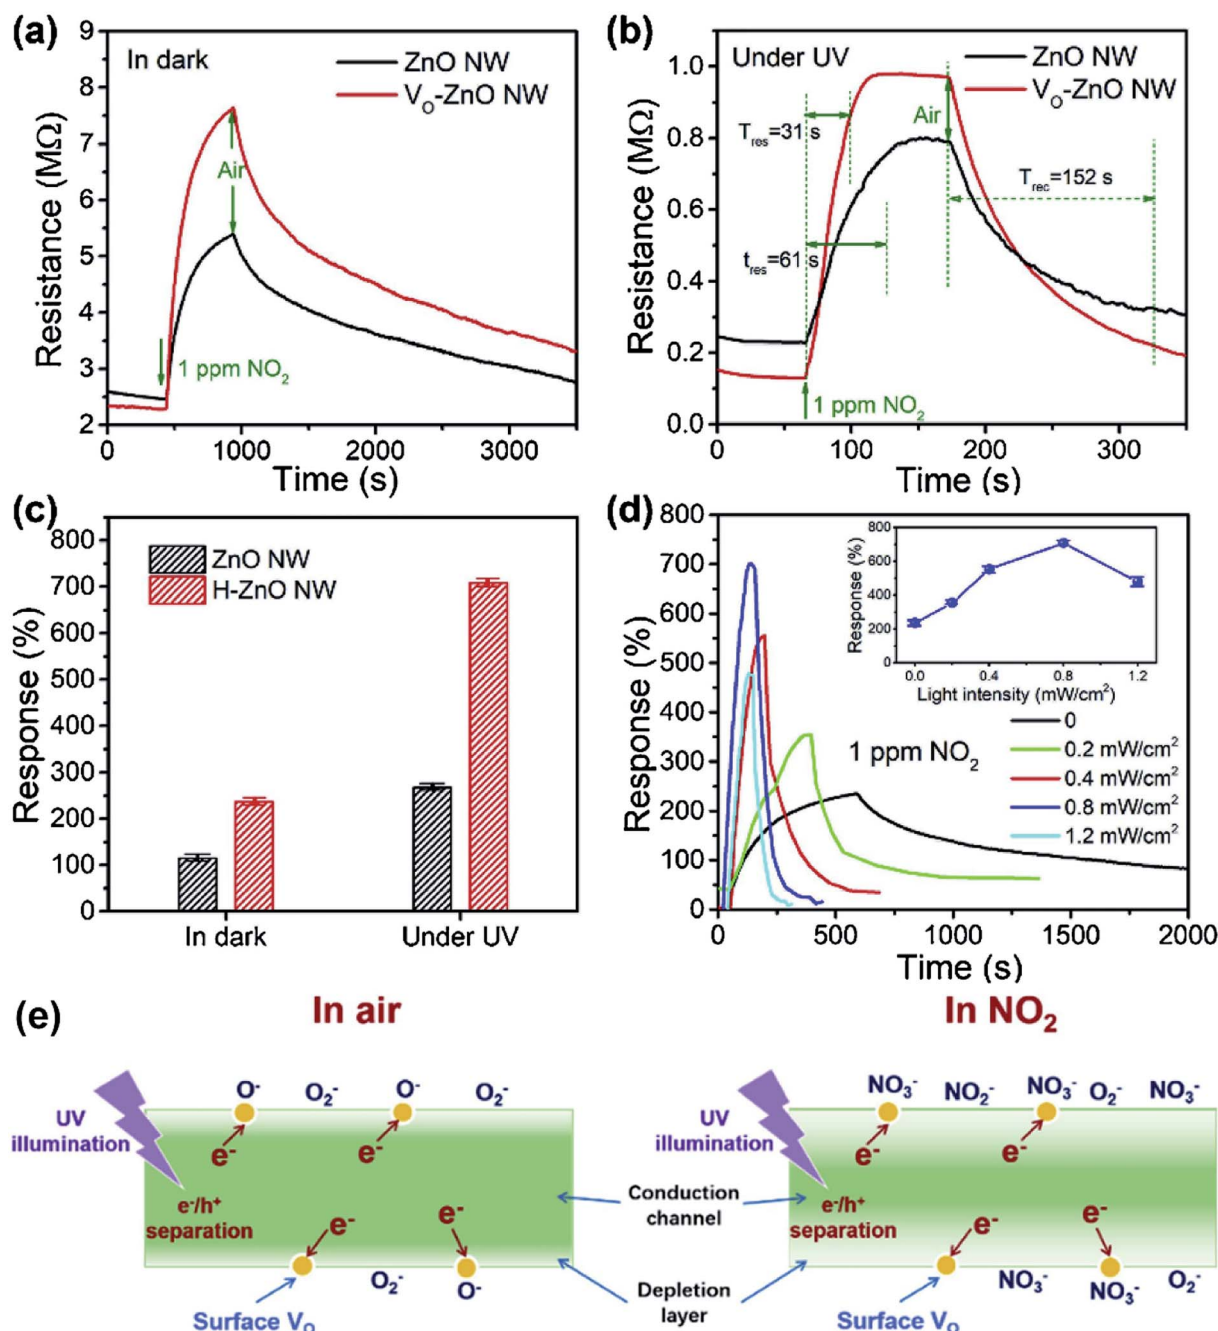 (a)
In dark
ZnO NW
V_O-ZnO NW
Air
1 ppm NO₂
Resistance (MΩ)
9
8
7
6
5
4
3
2
0
1000
2000
3000
Time (s)
(b)
Under UV
ZnO NW
V_O-ZnO NW
T_res=31 s
Air
T_rec=152 s
t_res=61 s
1 ppm NO₂
Resistance (MΩ)
1.0
0.8
0.6
0.4
0.2
0.0
0
100
200
300
Time (s)
(c)
ZnO NW
H-ZnO NW
Response (%)
800
700
600
500
400
300
200
100
0
In dark
Under UV
(d)
Response (%)
800
700
600
500
400
300
200
100
0
0
500
1000
1500
2000
Time (s)
1 ppm NO₂
0
0.2 mW/cm²
0.4 mW/cm²
0.8 mW/cm²
1.2 mW/cm²
Response (%)
800
600
400
200
0
0.0
0.4
0.8
1.2
Light intensity (mW/cm²)
(e)
In air
In NO₂
O⁻
O₂⁻
O⁻
O₂⁻
UV
illumination
e⁻
e⁻
e⁻/h⁺
separation
e⁻
e⁻
O₂⁻
O⁻
Surface V_O
Conduction
channel
Depletion
layer
NO₃⁻
NO₂⁻
NO₃⁻
O₂⁻
NO₃⁻
UV
illumination
e⁻
e⁻
e⁻/h⁺
separation
e⁻
e⁻
NO₃⁻
NO₃⁻
O₂⁻
Surface V_O